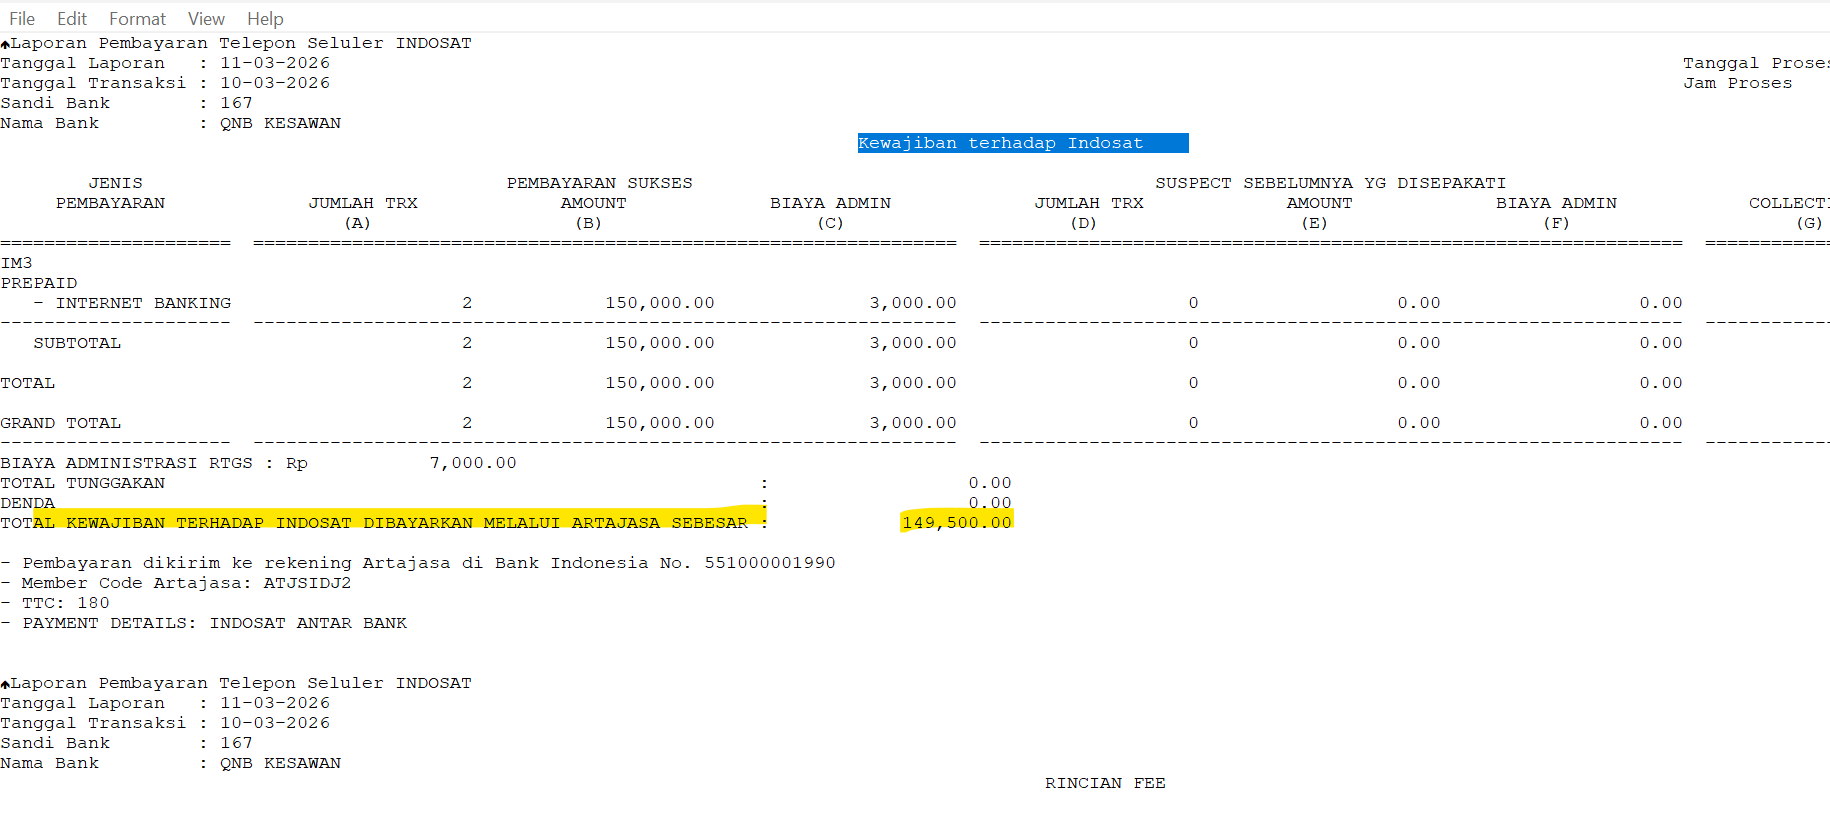 File Edit Format View Help
Laporan Pembayaran Telepon Seluler INDOSAT
Tanggal Laporan : 11-03-2026 Tanggal Proses
Tanggal Transaksi : 10-03-2026 Jam Proses
Sandi Bank : 167
Nama Bank : QNB KESAWAN
Kewajiban terhadap Indosat
JENIS PEMBAYARAN SUKSES SUSPECT SEBELUMNYA YG DISEPAKATI
PEMBAYARAN JUMLAH TRX AMOUNT BIAYA ADMIN JUMLAH TRX AMOUNT BIAYA ADMIN COLLECTI
(A) (B) (C) (D) (E) (F) (G)
IM3
PREPAID
- INTERNET BANKING 2 150,000.00 3,000.00 0 0.00 0.00
SUBTOTAL 2 150,000.00 3,000.00 0 0.00 0.00
TOTAL 2 150,000.00 3,000.00 0 0.00 0.00
GRAND TOTAL 2 150,000.00 3,000.00 0 0.00 0.00
BIAYA ADMINISTRASI RTGS : Rp 7,000.00
TOTAL TUNGGAKAN : 0.00
DENDA : 0.00
TOTAL KEWAJIBAN TERHADAP INDOSAT DIBAYARKAN MELALUI ARTAJASA SEBESAR : 149,500.00
- Pembayaran dikirim ke rekening Artajasa di Bank Indonesia No. 551000001990
- Member Code Artajasa: ATJSIDJ2
- TTC: 180
- PAYMENT DETAILS: INDOSAT ANTAR BANK
Laporan Pembayaran Telepon Seluler INDOSAT
Tanggal Laporan : 11-03-2026
Tanggal Transaksi : 10-03-2026
Sandi Bank : 167
Nama Bank : QNB KESAWAN
RINCIAN FEE